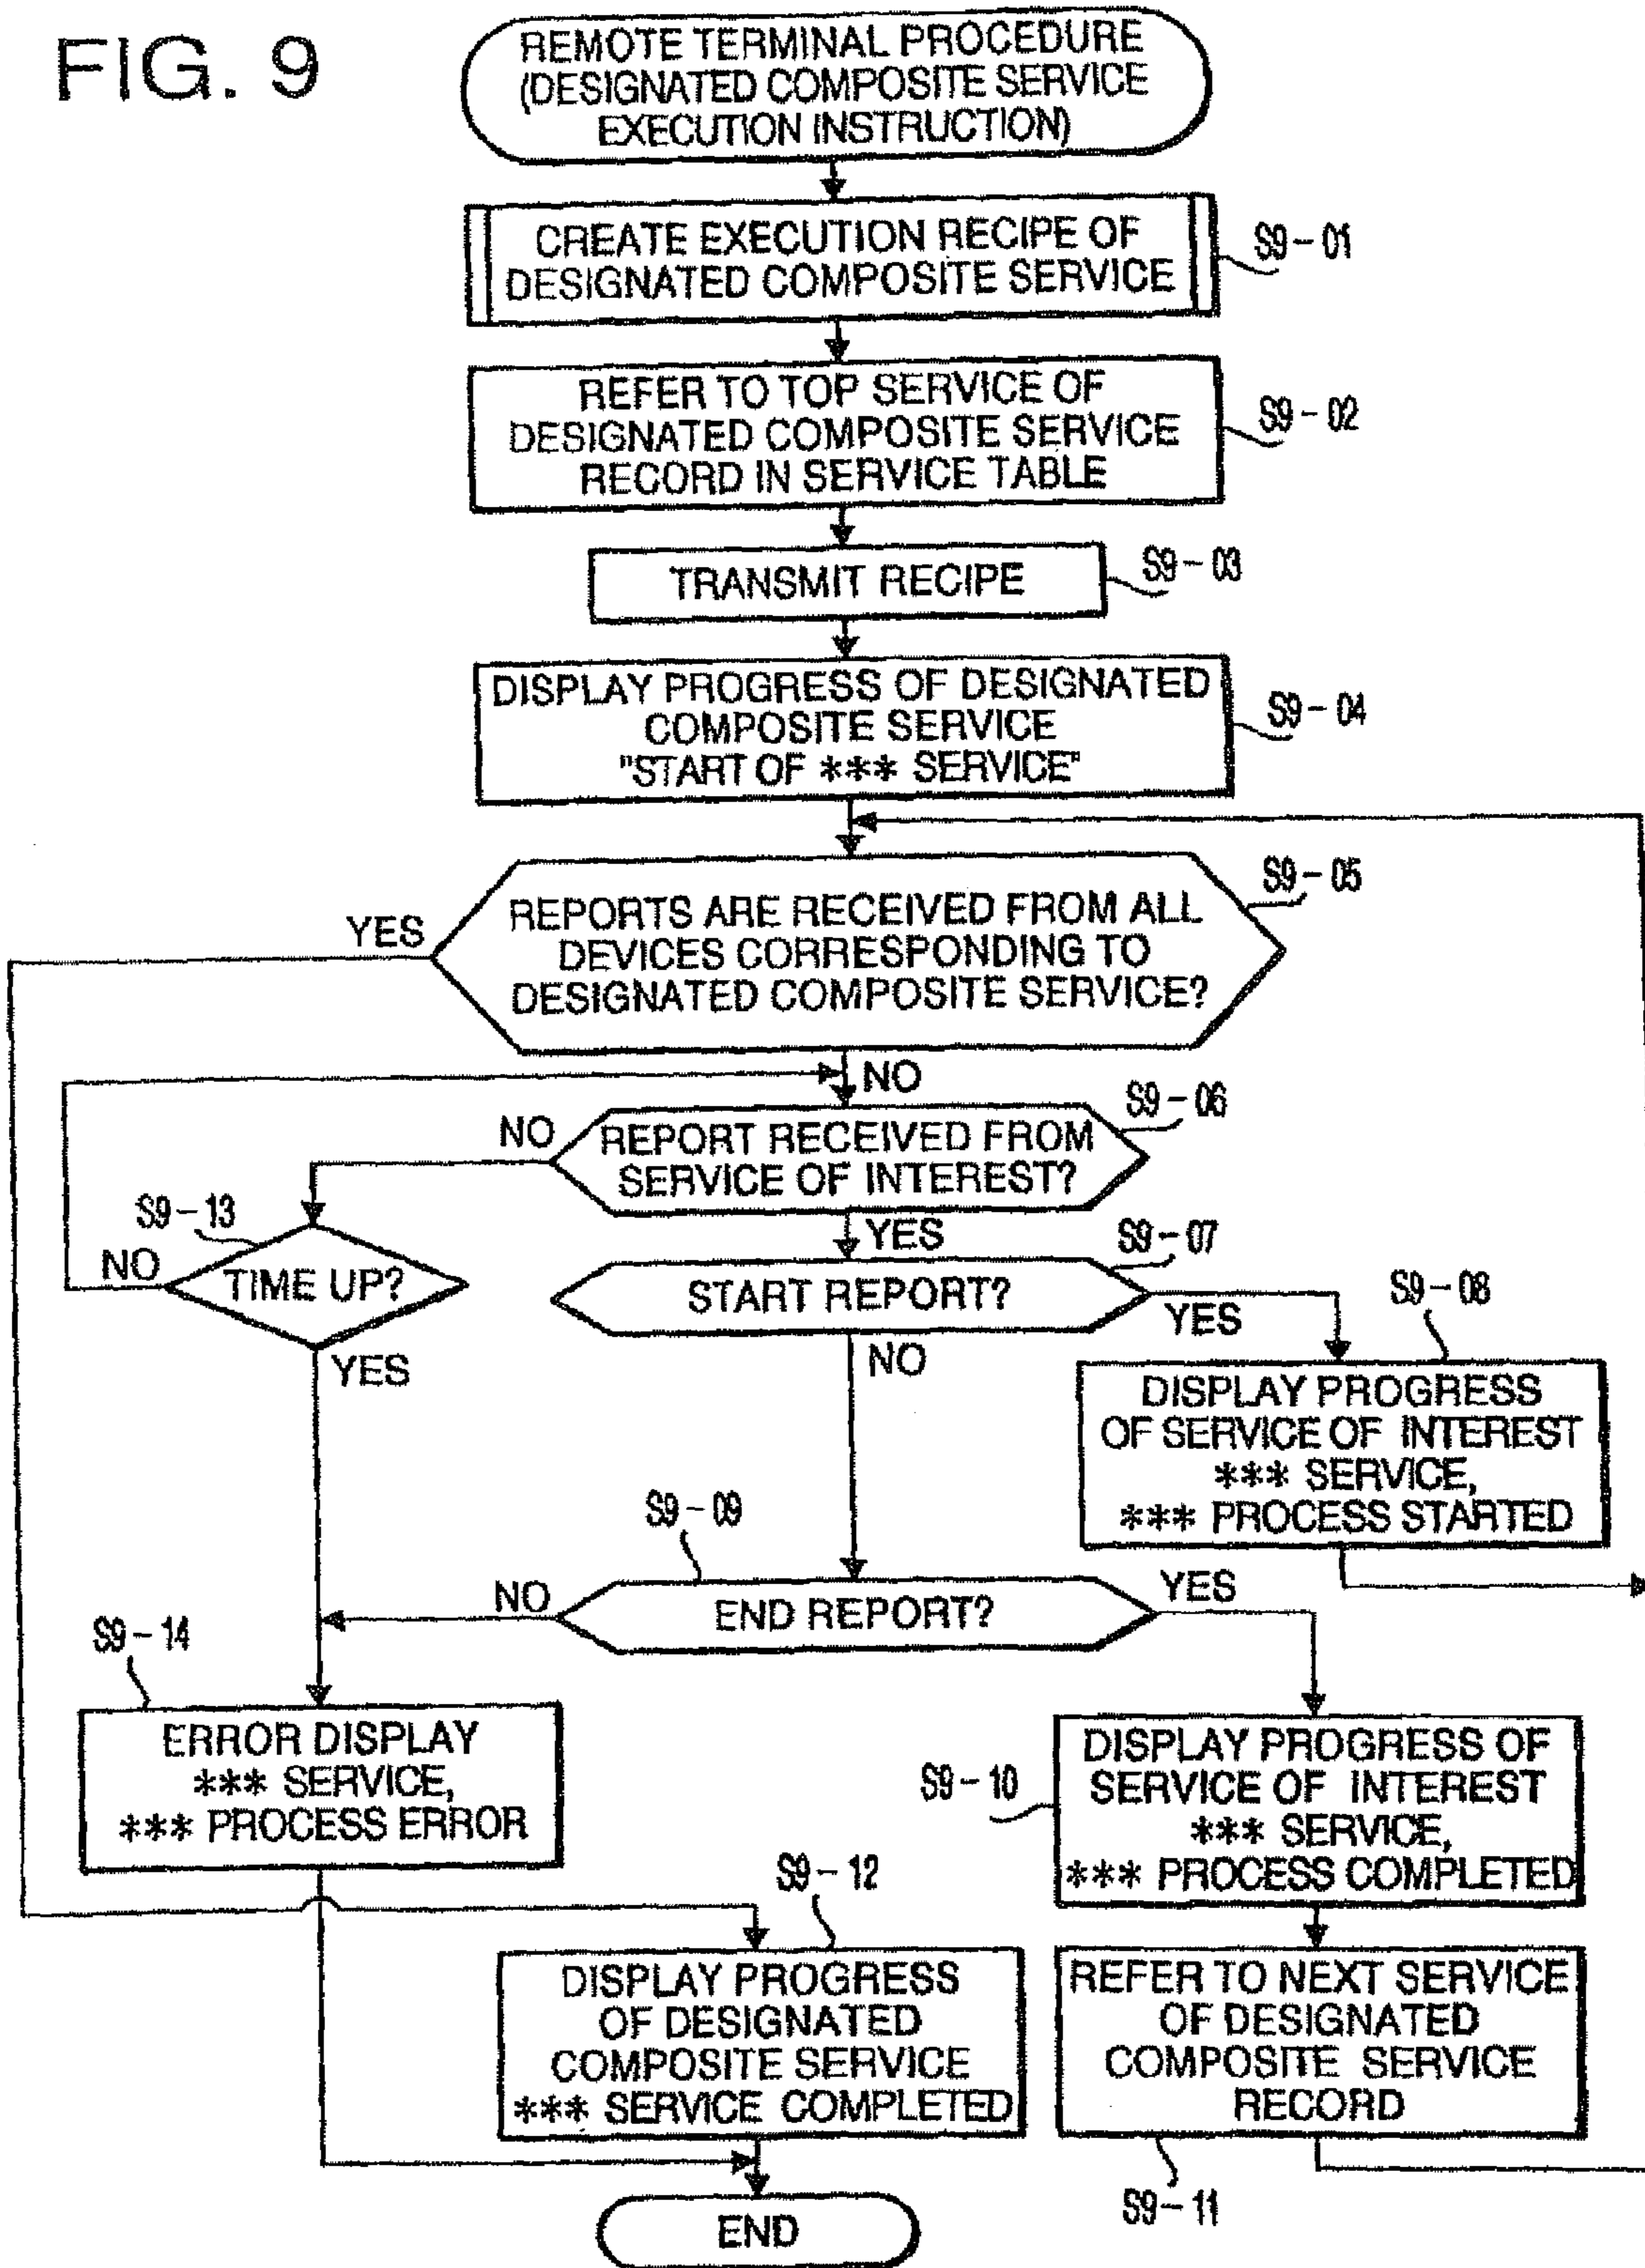 FIG. 9
REMOTE TERMINAL PROCEDURE
(DESIGNATED COMPOSITE SERVICE
EXECUTION INSTRUCTION)
CREATE EXECUTION RECIPE OF
DESIGNATED COMPOSITE SERVICE
S9-01
REFER TO TOP SERVICE OF
DESIGNATED COMPOSITE SERVICE
RECORD IN SERVICE TABLE
S9-02
TRANSMIT RECIPE
S9-03
DISPLAY PROGRESS OF DESIGNATED
COMPOSITE SERVICE
"START OF *** SERVICE"
S9-04
REPORTS ARE RECEIVED FROM ALL
DEVICES CORRESPONDING TO
DESIGNATED COMPOSITE SERVICE?
S9-05
YES
NO
REPORT RECEIVED FROM
SERVICE OF INTEREST?
S9-06
NO
YES
S9-13
TIME UP?
NO
YES
START REPORT?
S9-07
YES
NO
S9-08
DISPLAY PROGRESS
OF SERVICE OF INTEREST
*** SERVICE,
*** PROCESS STARTED
S9-09
END REPORT?
NO
YES
S9-14
ERROR DISPLAY
*** SERVICE,
*** PROCESS ERROR
S9-10
DISPLAY PROGRESS OF
SERVICE OF INTEREST
*** SERVICE,
*** PROCESS COMPLETED
S9-12
DISPLAY PROGRESS
OF DESIGNATED
COMPOSITE SERVICE
*** SERVICE COMPLETED
REFER TO NEXT SERVICE
OF DESIGNATED
COMPOSITE SERVICE
RECORD
S9-11
END